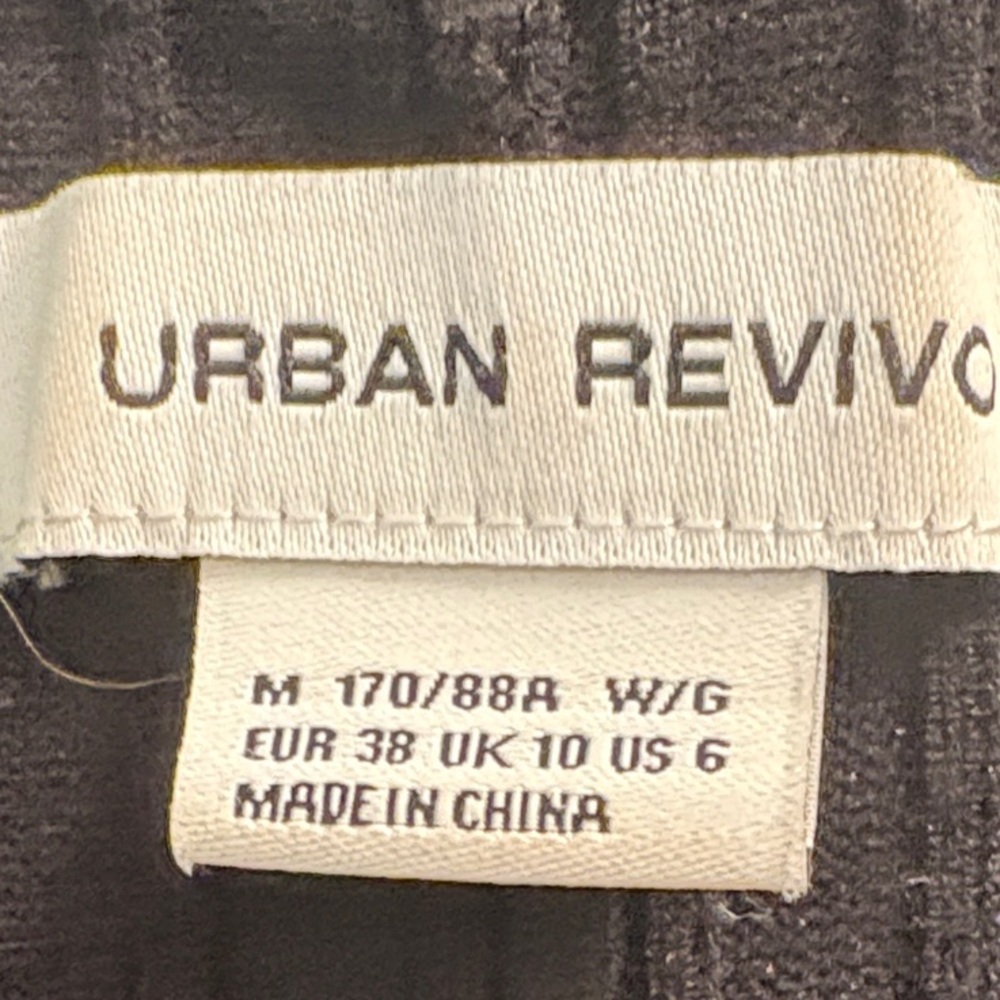 URBAN REVIVO
M 170/88A W/G
EUR 38 UK 10 US 6
MADE IN CHINA